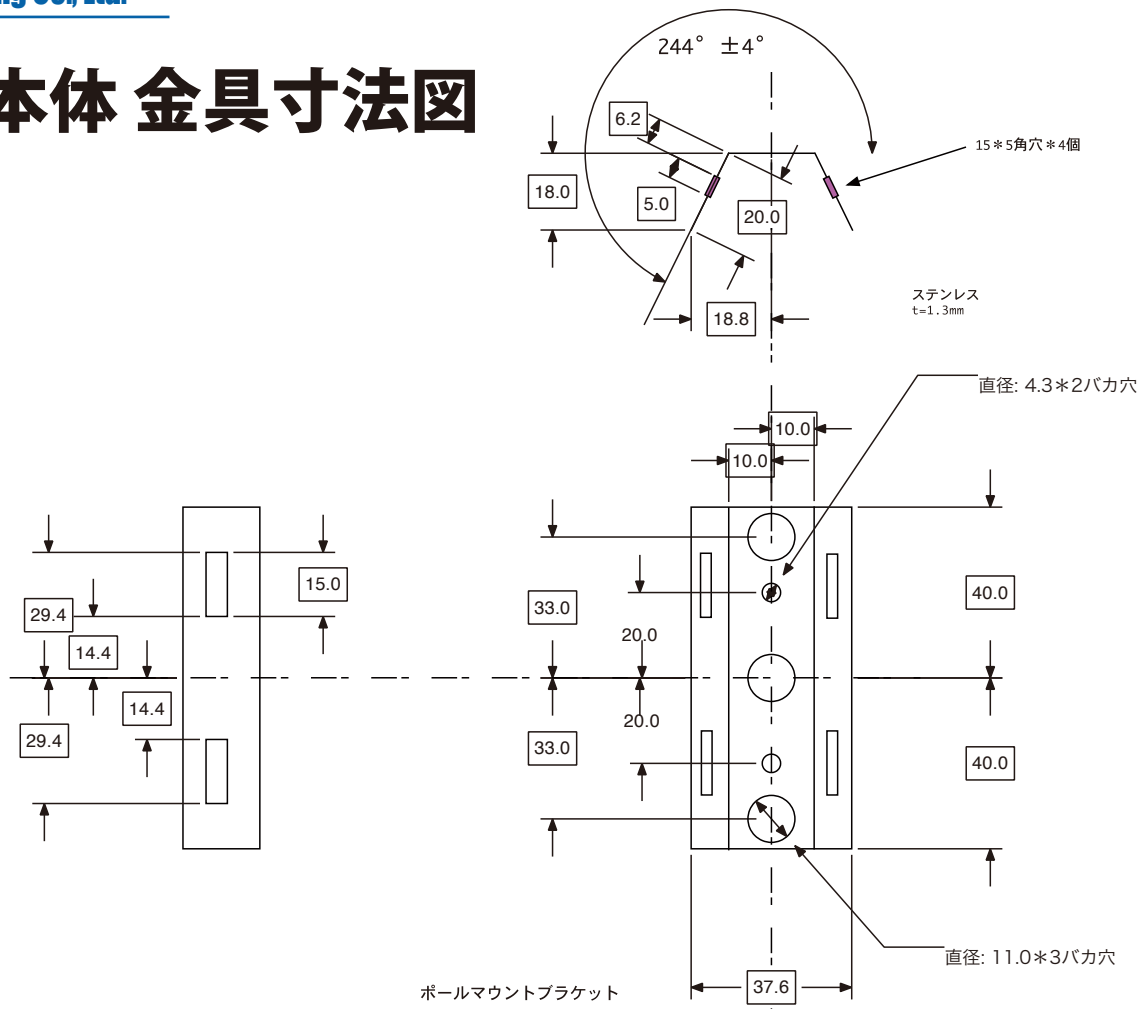 本体 金具寸法図
244° ±4°
6.2
15*5角穴*4個
18.0
5.0
20.0
ステンレス
t=1.3mm
18.8
直径: 4.3*2バカ穴
10.0
10.0
15.0
29.4
33.0
40.0
20.0
14.4
14.4
20.0
29.4
33.0
40.0
直径: 11.0*3バカ穴
37.6
ポールマウントブラケット